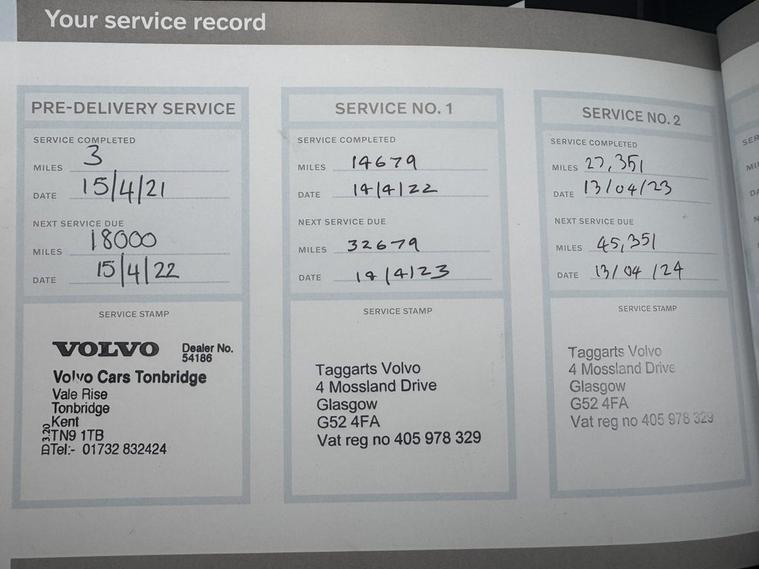 Your service record
PRE-DELIVERY SERVICE
SERVICE COMPLETED
MILES 3
DATE 15/4/21
NEXT SERVICE DUE
MILES 18000
DATE 15/4/22
SERVICE STAMP
VOLVO Dealer No.
54186
Volvo Cars Tonbridge
Vale Rise
Tonbridge
Kent
TN9 1TB
Tel:- 01732 832424
SERVICE NO. 1
SERVICE COMPLETED
MILES 14679
DATE 14/4/22
NEXT SERVICE DUE
MILES 32679
DATE 14/4/23
SERVICE STAMP
Taggarts Volvo
4 Mossland Drive
Glasgow
G52 4FA
Vat reg no 405 978 329
SERVICE NO. 2
SERVICE COMPLETED
MILES 27,351
DATE 13/04/23
NEXT SERVICE DUE
MILES 45,351
DATE 13/04/24
SERVICE STAMP
Taggarts Volvo
4 Mossland Drive
Glasgow
G52 4FA
Vat reg no 405 978 329